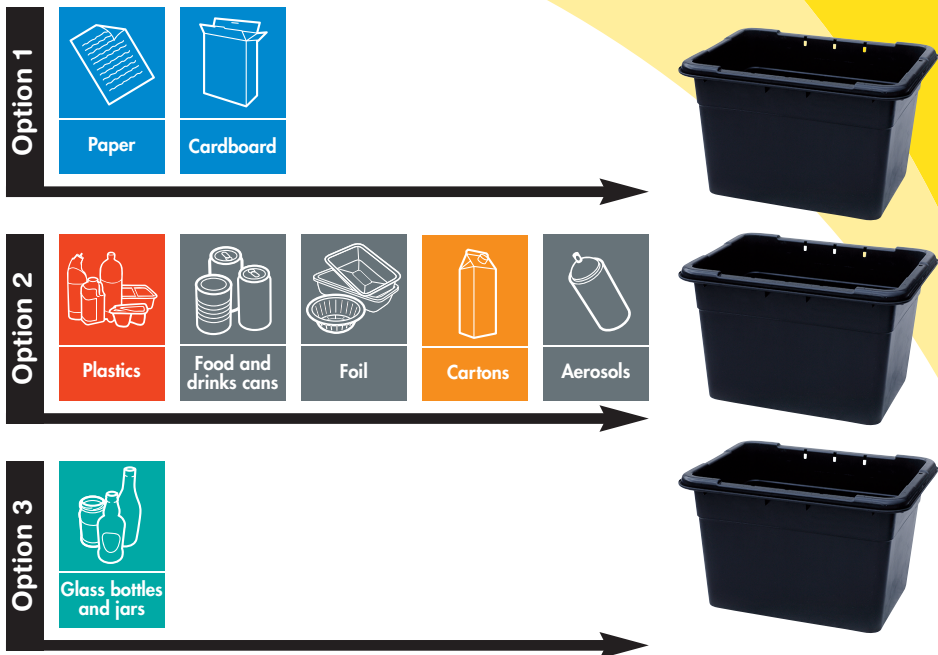 Option 1
Paper
Cardboard
Option 2
Plastics
Food and
drinks cans
Foil
Cartons
Aerosols
Option 3
Glass bottles
and jars